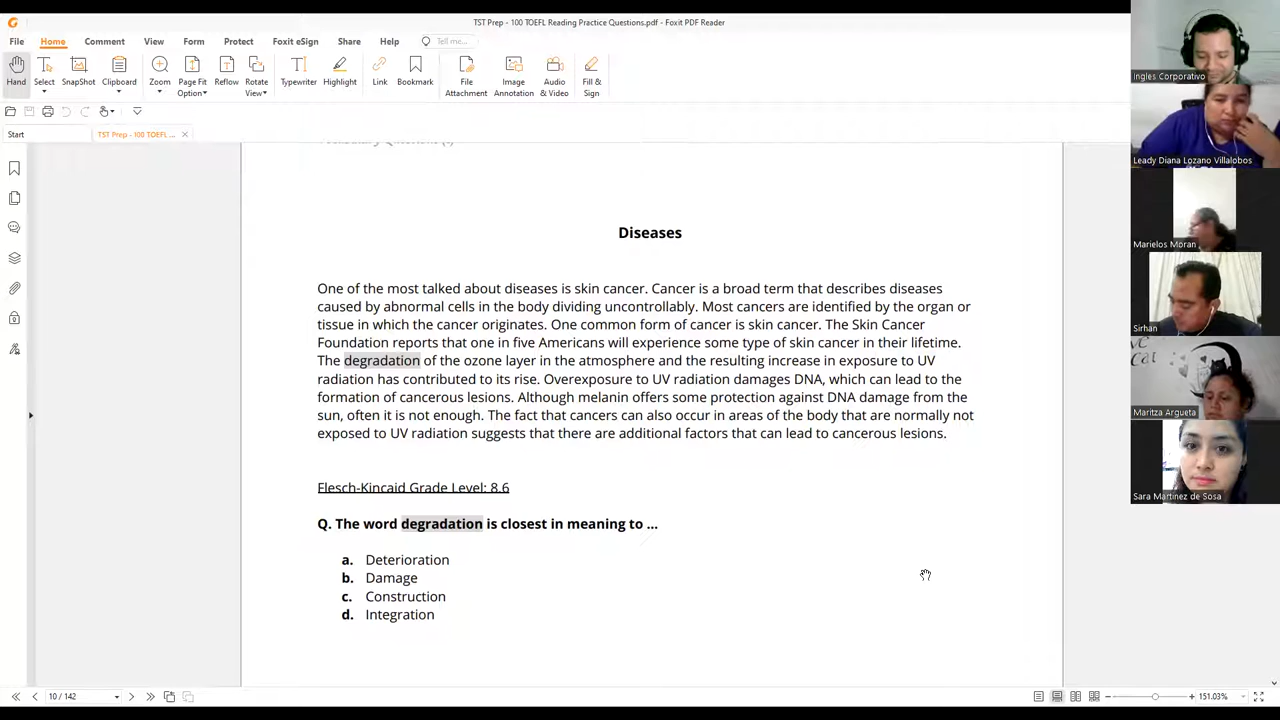 TST Prep - 100 TOEFL Reading Practice Questions.pdf - Foxit PDF Reader
File Home Comment View Form Protect Foxit eSign Share Help Tell me...
Hand Select SnapShot Clipboard Zoom Page Fit Option Reflow Rotate View Typewriter Highlight Link Bookmark File Attachment Image Annotation Audio & Video Fill & Sign
Start TST Prep - 100 TOEFL ...
Vocabulary Questions
Diseases
One of the most talked about diseases is skin cancer. Cancer is a broad term that describes diseases
caused by abnormal cells in the body dividing uncontrollably. Most cancers are identified by the organ or
tissue in which the cancer originates. One common form of cancer is skin cancer. The Skin Cancer
Foundation reports that one in five Americans will experience some type of skin cancer in their lifetime.
The degradation of the ozone layer in the atmosphere and the resulting increase in exposure to UV
radiation has contributed to its rise. Overexposure to UV radiation damages DNA, which can lead to the
formation of cancerous lesions. Although melanin offers some protection against DNA damage from the
sun, often it is not enough. The fact that cancers can also occur in areas of the body that are normally not
exposed to UV radiation suggests that there are additional factors that can lead to cancerous lesions.
Flesch-Kincaid Grade Level: 8.6
Q. The word degradation is closest in meaning to ...
a. Deterioration
b. Damage
c. Construction
d. Integration
10 / 142
151.03%
Ingles Corporativo
Leady Diana Lozano Villalobos
Marielos Moran
Sirhan
Maritza Argueta
Sara Martinez de Sosa